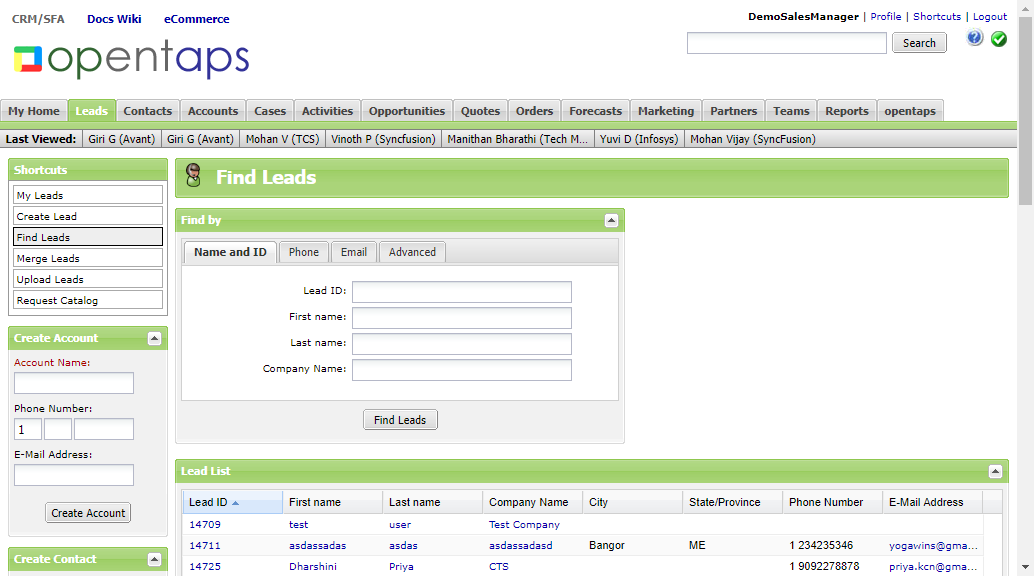 CRM/SFA Docs Wiki eCommerce
DemoSalesManager | Profile | Shortcuts | Logout
opentaps
Search
My Home Leads Contacts Accounts Cases Activities Opportunities Quotes Orders Forecasts Marketing Partners Teams Reports opentaps
Last Viewed: Giri G (Avant) Giri G (Avant) Mohan V (TCS) Vinoth P (Syncfusion) Manithan Bharathi (Tech M... Yuvi D (Infosys) Mohan Vijay (SyncFusion)
Shortcuts
My Leads
Create Lead
Find Leads
Merge Leads
Upload Leads
Request Catalog
Create Account
Account Name:
Phone Number:
1
E-Mail Address:
Create Account
Create Contact
Find Leads
Find by
Name and ID Phone Email Advanced
Lead ID:
First name:
Last name:
Company Name:
Find Leads
Lead List
Lead ID First name Last name Company Name City State/Province Phone Number E-Mail Address
14709 test user Test Company
14711 asdassadas asdas asdassadasd Bangor ME 1 234235346 yogawins@gma...
14725 Dharshini Priya CTS 1 9092278878 priya.kcn@gma...